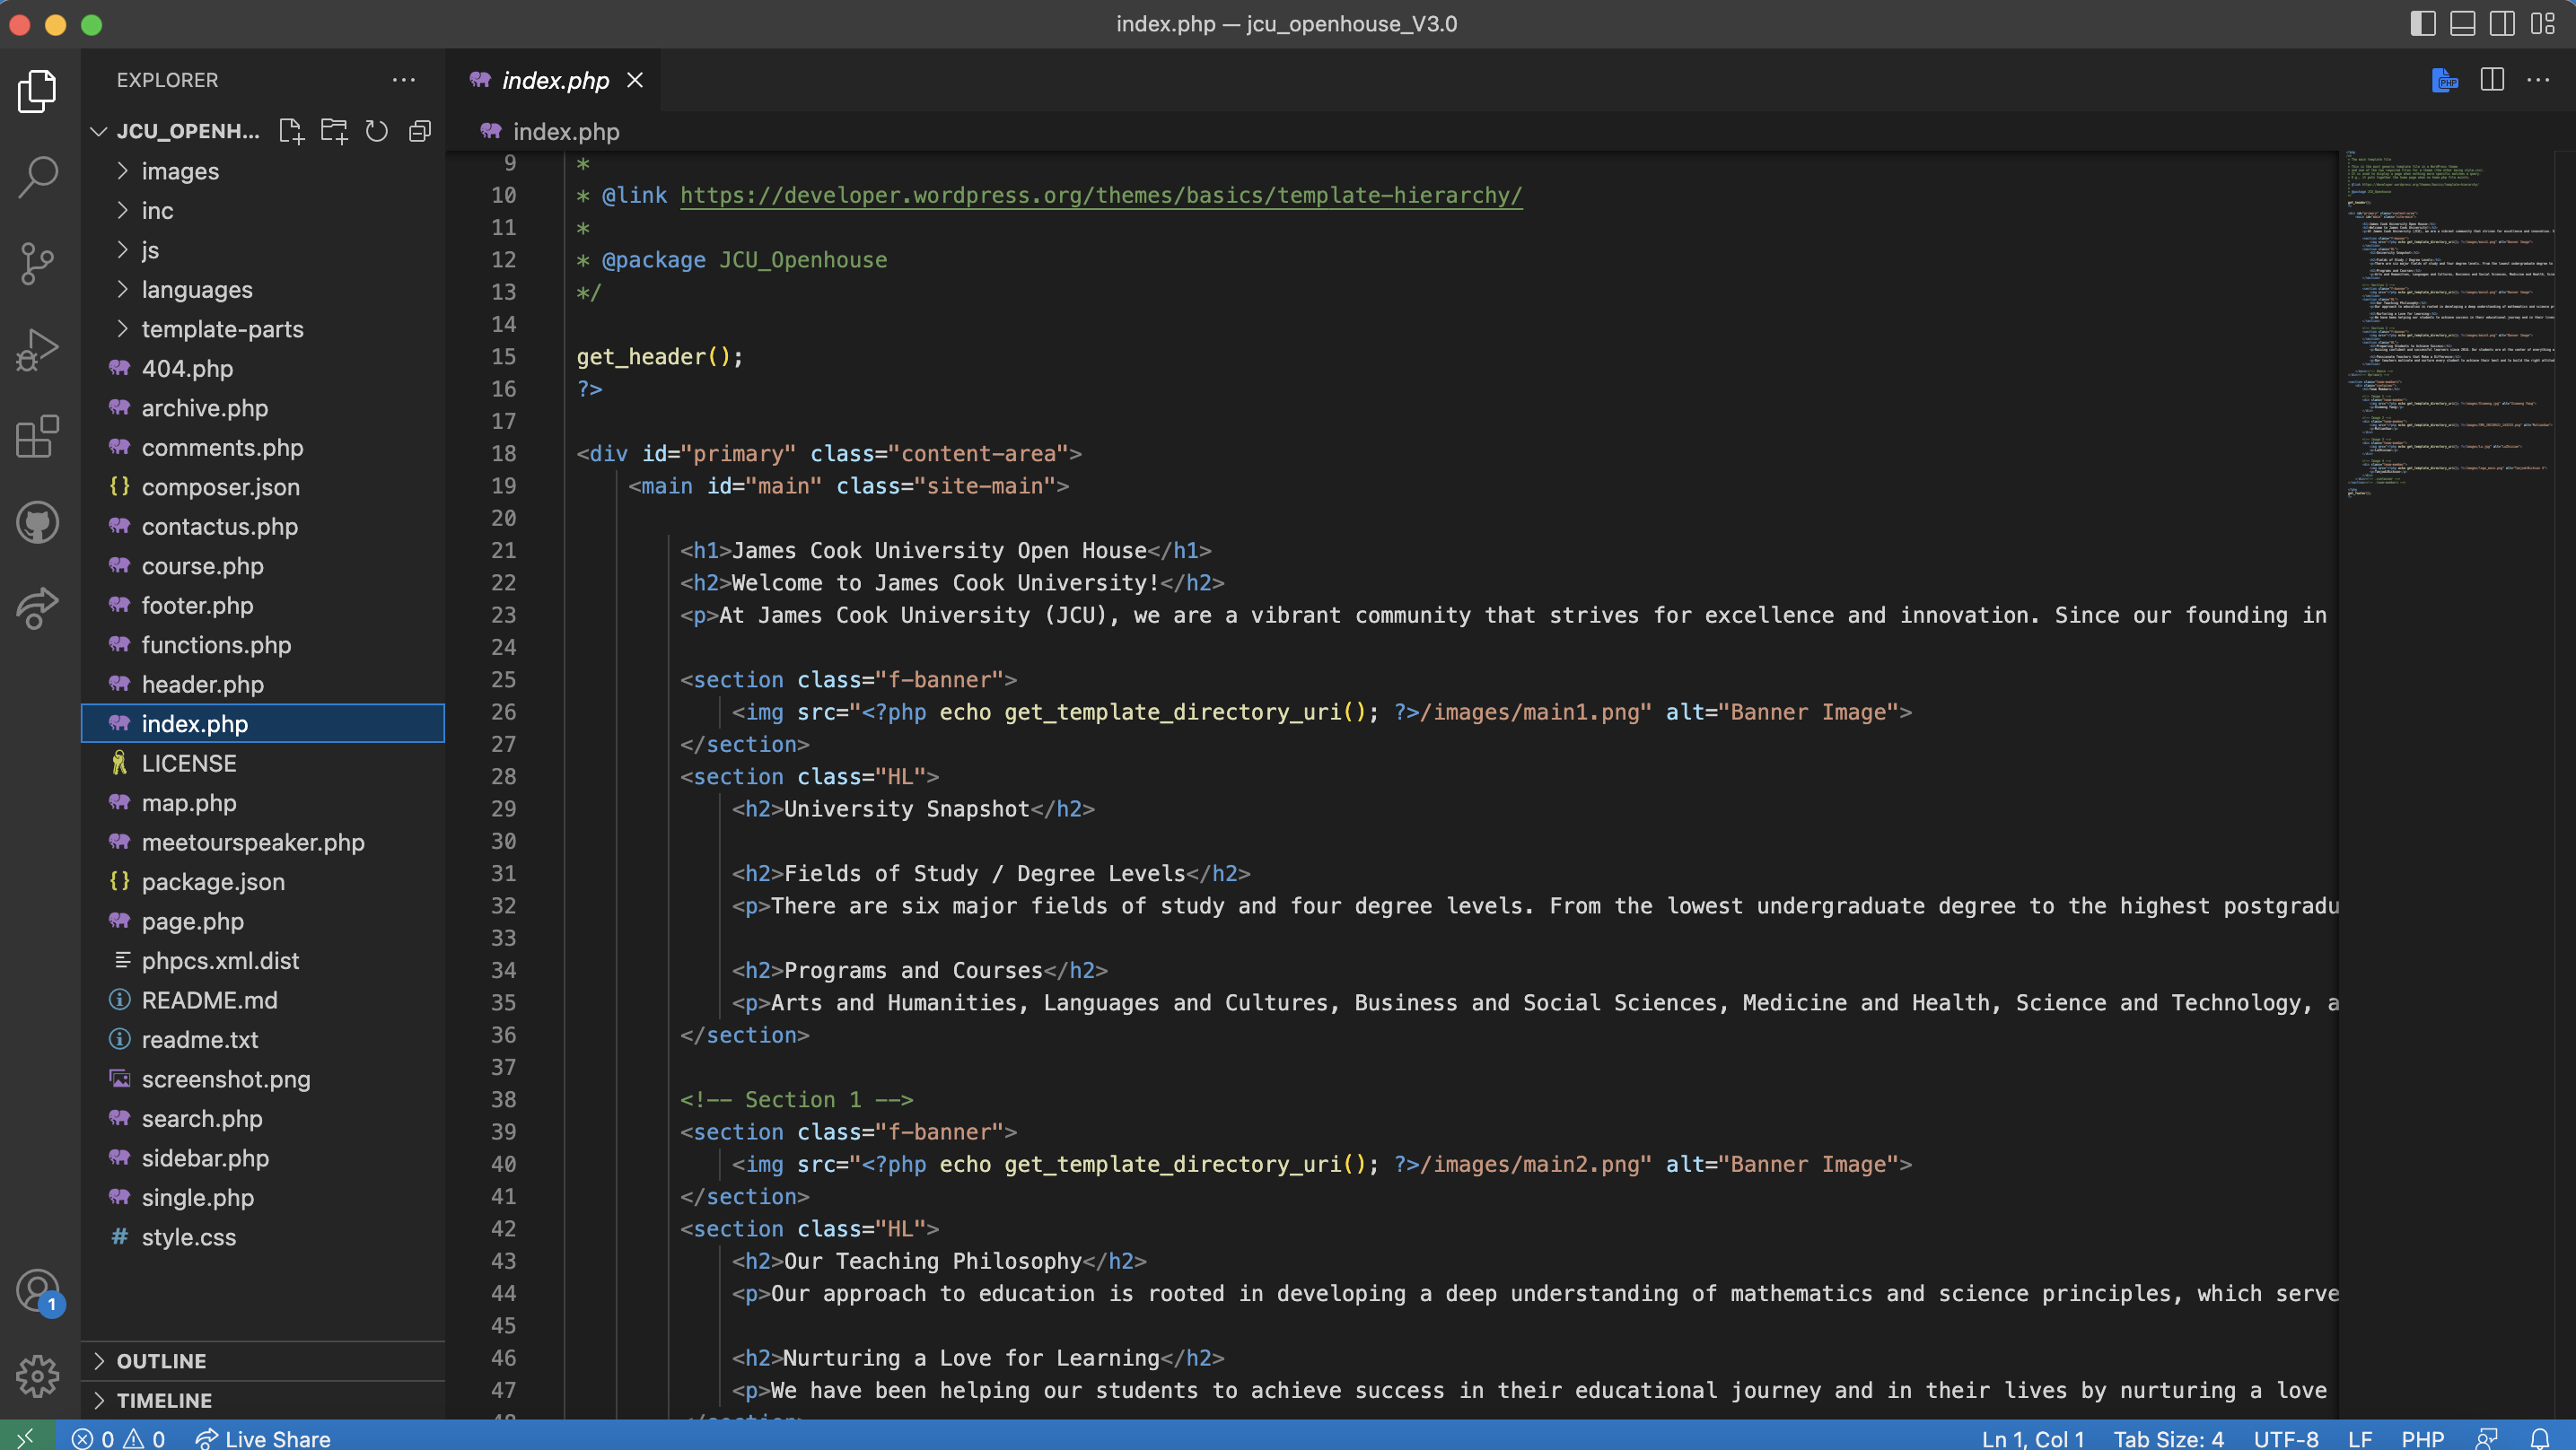 index.php — jcu_openhouse_V3.0
EXPLORER
JCU_OPENH...
images
inc
js
languages
template-parts
404.php
archive.php
comments.php
composer.json
contactus.php
course.php
footer.php
functions.php
header.php
index.php
LICENSE
map.php
meetourspeaker.php
package.json
page.php
phpcs.xml.dist
README.md
readme.txt
screenshot.png
search.php
sidebar.php
single.php
style.css
1
OUTLINE
TIMELINE
index.php
index.php
9 *
10 * @link https://developer.wordpress.org/themes/basics/template-hierarchy/
11 *
12 * @package JCU_Openhouse
13 */
14
15 get_header();
16 ?>
17
18 <div id="primary" class="content-area">
19 <main id="main" class="site-main">
20
21 <h1>James Cook University Open House</h1>
22 <h2>Welcome to James Cook University!</h2>
23 <p>At James Cook University (JCU), we are a vibrant community that strives for excellence and innovation. Since our founding in
24
25 <section class="f-banner">
26 <img src="<?php echo get_template_directory_uri(); ?>/images/main1.png" alt="Banner Image">
27 </section>
28 <section class="HL">
29 <h2>University Snapshot</h2>
30
31 <h2>Fields of Study / Degree Levels</h2>
32 <p>There are six major fields of study and four degree levels. From the lowest undergraduate degree to the highest postgradu
33
34 <h2>Programs and Courses</h2>
35 <p>Arts and Humanities, Languages and Cultures, Business and Social Sciences, Medicine and Health, Science and Technology, a
36 </section>
37
38 <!-- Section 1 -->
39 <section class="f-banner">
40 <img src="<?php echo get_template_directory_uri(); ?>/images/main2.png" alt="Banner Image">
41 </section>
42 <section class="HL">
43 <h2>Our Teaching Philosophy</h2>
44 <p>Our approach to education is rooted in developing a deep understanding of mathematics and science principles, which serve
45
46 <h2>Nurturing a Love for Learning</h2>
47 <p>We have been helping our students to achieve success in their educational journey and in their lives by nurturing a love
0 0 Live Share
Ln 1, Col 1 Tab Size: 4 UTF-8 LF PHP